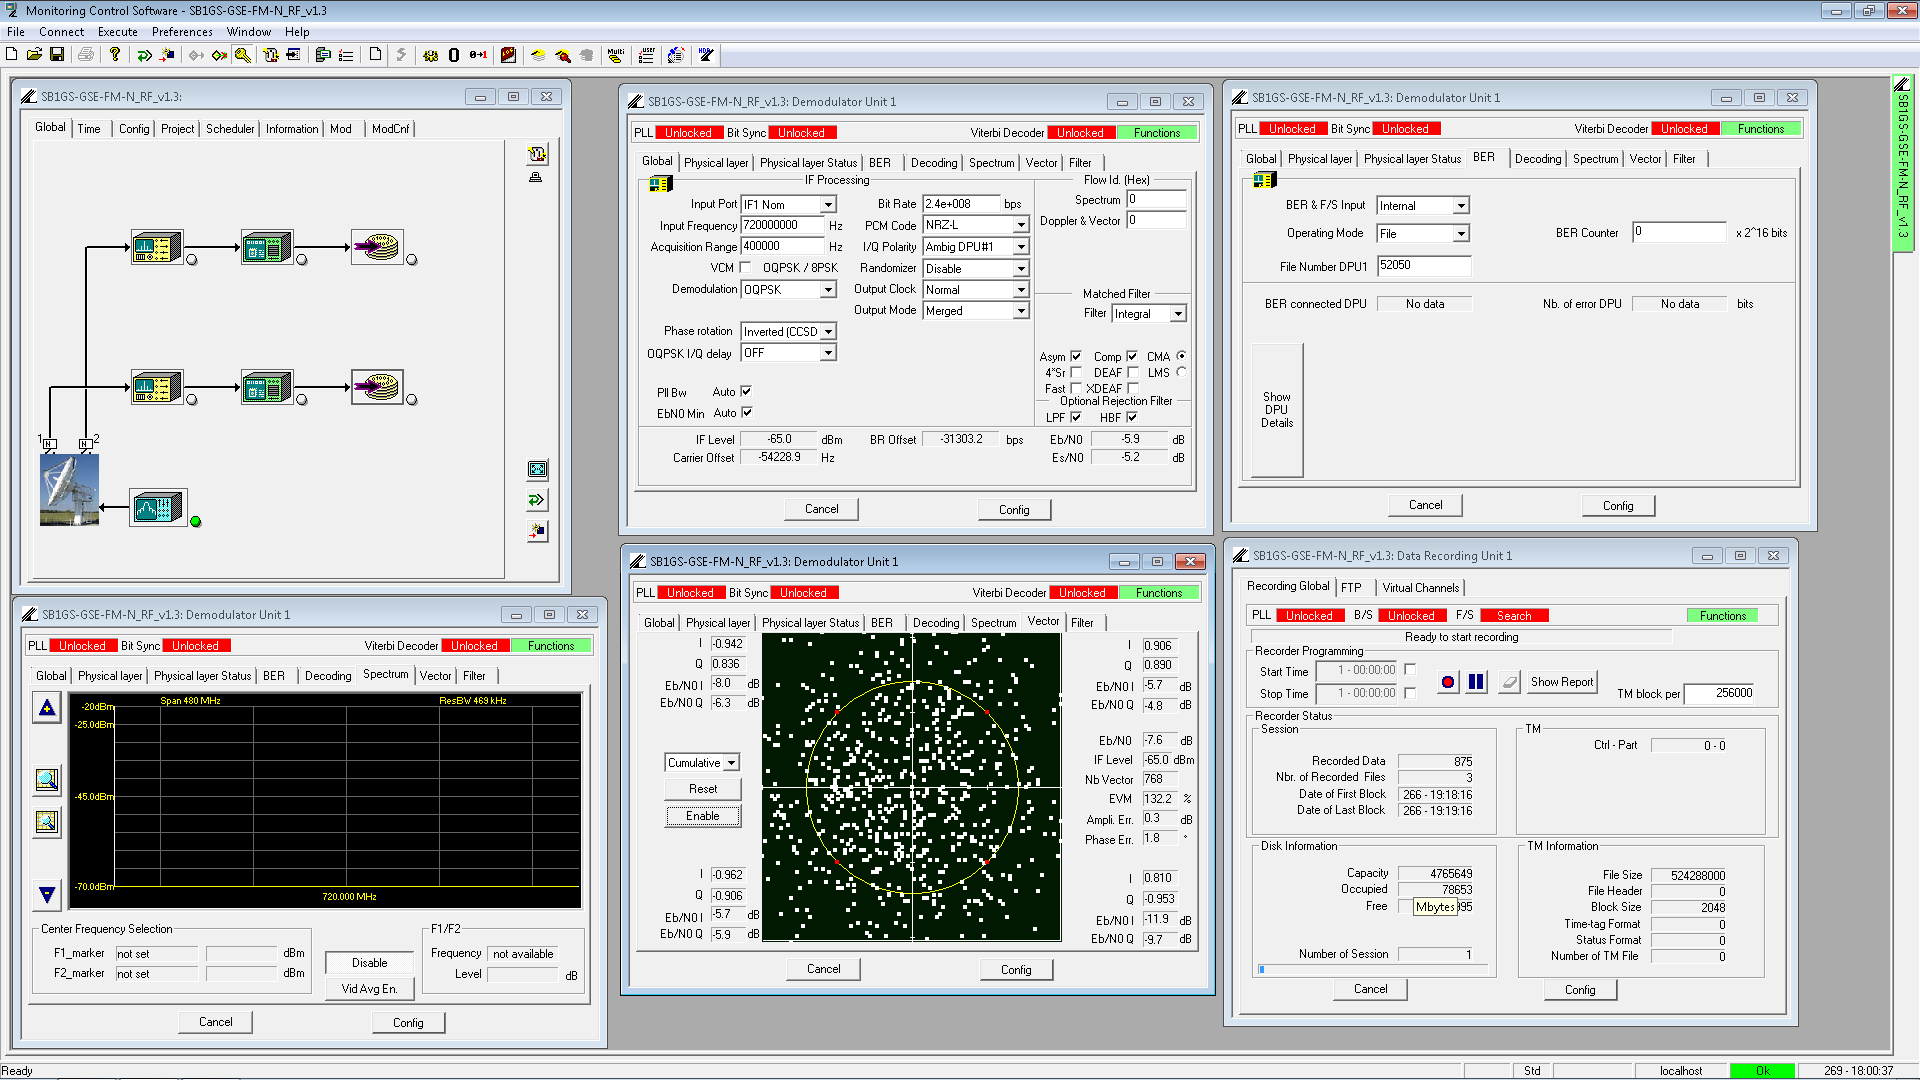 Monitoring Control Software - SB1GS-GSE-FM-N_RF_v1.3
File Connect Execute Preferences Window Help
SB1GS-GSE-FM-N_RF_v1.3:
Global Time Config Project Scheduler Information Mod ModCnf
1 N N 2
SB1GS-GSE-FM-N_RF_v1.3: Demodulator Unit 1
PLL Unlocked Bit Sync Unlocked Viterbi Decoder Unlocked Functions
Global Physical layer Physical layer Status BER Decoding Spectrum Vector Filter
IF Processing
Input Port IF1 Nom
Input Frequency 720000000 Hz
Acquisition Range 400000 Hz
VCM OQPSK / 8PSK
Demodulation OQPSK
Phase rotation Inverted (CCSD
OQPSK I/Q delay OFF
Pll Bw Auto
EbN0 Min Auto
Bit Rate 2.4e+008 bps
PCM Code NRZ-L
I/Q Polarity Ambig DPU#1
Randomizer Disable
Output Clock Normal
Output Mode Merged
Flow Id. (Hex)
Spectrum 0
Doppler & Vector 0
Matched Filter
Filter Integral
Asym Comp CMA
4*Sr DEAF LMS
Fast XDEAF
Optional Rejection Filter
LPF HBF
IF Level -65.0 dBm BR Offset -31303.2 bps Eb/N0 -5.9 dB
Carrier Offset -54228.9 Hz Es/N0 -5.2 dB
Cancel Config
SB1GS-GSE-FM-N_RF_v1.3: Demodulator Unit 1
PLL Unlocked Bit Sync Unlocked Viterbi Decoder Unlocked Functions
Global Physical layer Physical layer Status BER Decoding Spectrum Vector Filter
BER & F/S Input Internal
Operating Mode File BER Counter 0 x 2^16 bits
File Number DPU1 52050
BER connected DPU No data Nb. of error DPU No data bits
Show
DPU
Details
Cancel Config
SB1GS-GSE-FM-N_RF_v1.3
SB1GS-GSE-FM-N_RF_v1.3: Demodulator Unit 1
PLL Unlocked Bit Sync Unlocked Viterbi Decoder Unlocked Functions
Global Physical layer Physical layer Status BER Decoding Spectrum Vector Filter
-20dBm Span 480 MHz ResBW 469 kHz
-25.0dBm
-45.0dBm
-70.0dBm
720.000 MHz
Center Frequency Selection
F1_marker not set dBm
F2_marker not set dBm
Disable
Vid Avg En.
F1/F2
Frequency not available
Level dB
Cancel Config
SB1GS-GSE-FM-N_RF_v1.3: Demodulator Unit 1
PLL Unlocked Bit Sync Unlocked Viterbi Decoder Unlocked Functions
Global Physical layer Physical layer Status BER Decoding Spectrum Vector Filter
I -0.942
Q 0.836
Eb/N0 I -8.0 dB
Eb/N0 Q -6.3 dB
Cumulative
Reset
Enable
I -0.962
Q -0.906
Eb/N0 I -5.7 dB
Eb/N0 Q -5.9 dB
I 0.906
Q 0.890
Eb/N0 I -5.7 dB
Eb/N0 Q -4.8 dB
Eb/N0 -7.6 dB
IF Level -65.0 dBm
Nb Vector 768
EVM 132.2 %
Ampli. Err. 0.3 dB
Phase Err. 1.8 °
I 0.810
Q -0.953
Eb/N0 I -11.9 dB
Eb/N0 Q -9.7 dB
Cancel Config
SB1GS-GSE-FM-N_RF_v1.3: Data Recording Unit 1
Recording Global FTP Virtual Channels
PLL Unlocked B/S Unlocked F/S Search Functions
Ready to start recording
Recorder Programming
Start Time 1 - 00:00:00
Stop Time 1 - 00:00:00
Show Report TM block per 256000
Recorder Status
Session
Recorded Data 875
Nbr. of Recorded Files 3
Date of First Block 266 - 19:18:16
Date of Last Block 266 - 19:19:16
TM
Ctrl - Part 0 - 0
Disk Information
Capacity 4765649
Occupied 78653
Free Mbytes 395
Number of Session 1
TM Information
File Size 524288000
File Header 0
Block Size 2048
Time-tag Format 0
Status Format 0
Number of TM File 0
Cancel Config
Ready Std localhost Ok 269 - 18:00:37